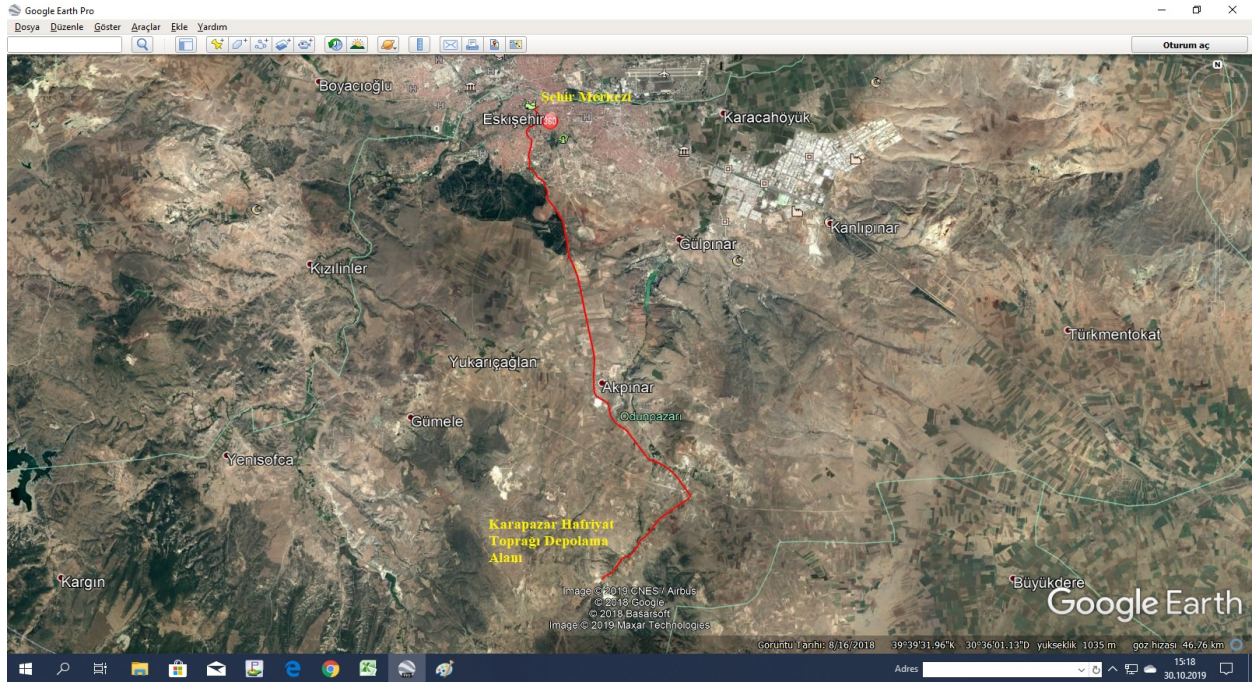 Google Earth Pro
Dosya Düzenle Göster Araçlar Ekle Yardım
Oturum aç
Boyacıoğlu
Şehir Merkezi
Eskişehir
Karacahöyük
Kanlıpınar
Gülpınar
Kızılinler
Türkmentokat
Yukarıçağlan
Akpınar
Odunpazarı
Gümele
Yenisofca
Karapazar Hafriyat
Toprağı Depolama
Alanı
Kargın
Büyükdere
Image © 2019 CNES / Airbus
© 2018 Google
© 2018 Basarsoft
Image © 2019 Maxar Technologies
Google Earth
Görüntü Tarihi: 8/16/2018 39°39'31.96"K 30°36'01.13"D yükseklik 1035 m göz hizası 46.76 km
Adres
15:18
30.10.2019